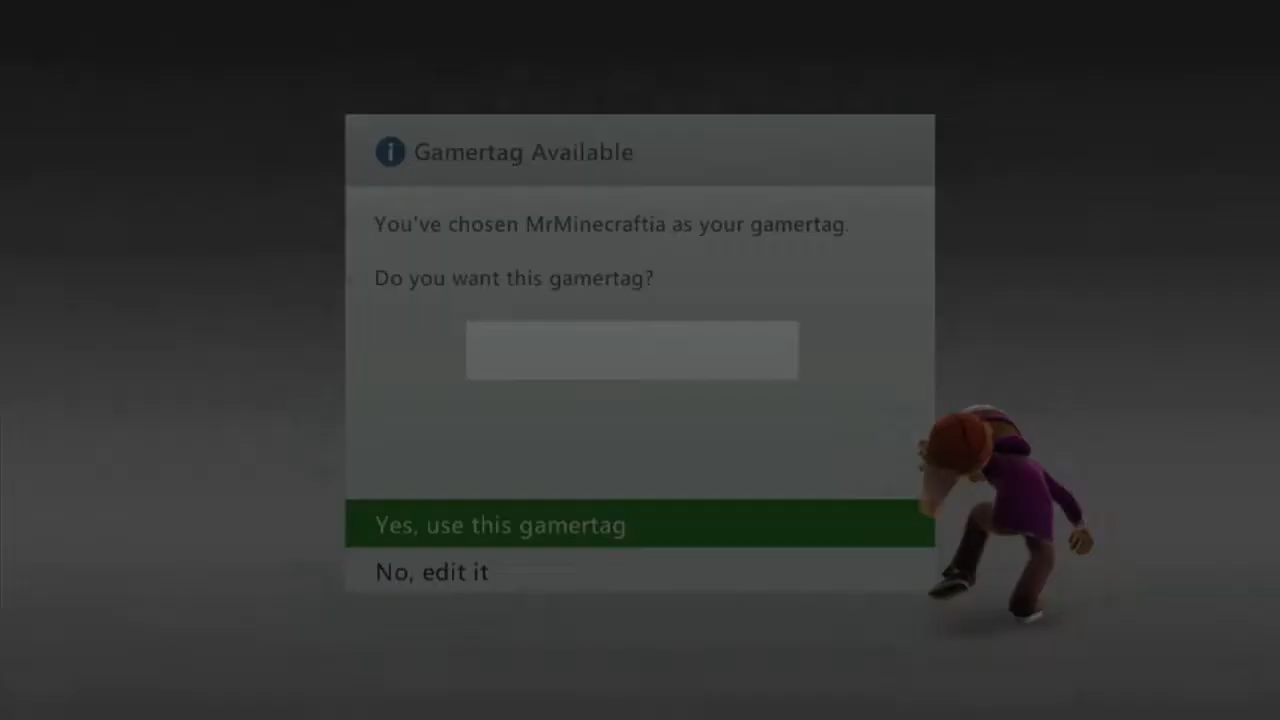 Gamertag Available
You've chosen MrMinecraftia as your gamertag.
Do you want this gamertag?
Yes, use this gamertag
No, edit it